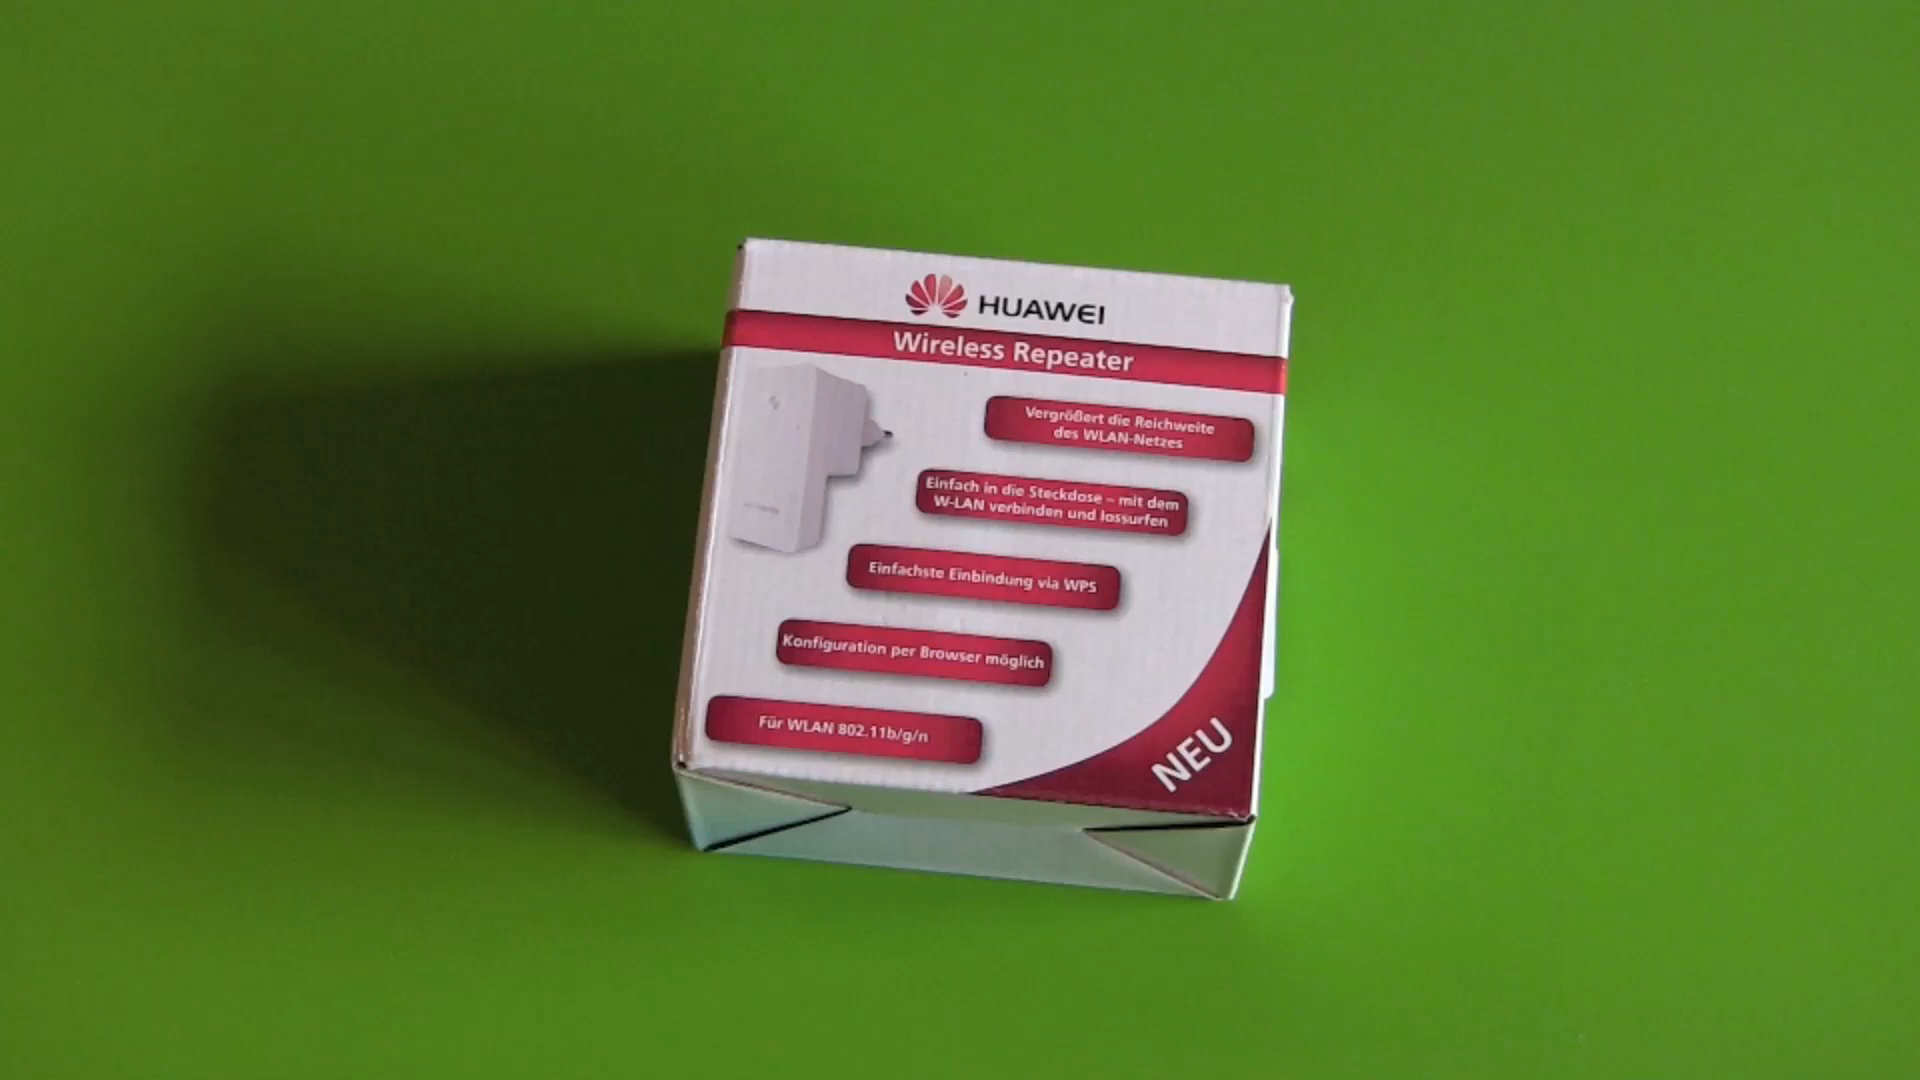 HUAWEI
Wireless Repeater
Vergrößert die Reichweite
des WLAN-Netzes
Einfach in die Steckdose – mit dem
W-LAN verbinden und lossurfen
Einfachste Einbindung via WPS
Konfiguration per Browser möglich
Für WLAN 802.11b/g/n
NEU